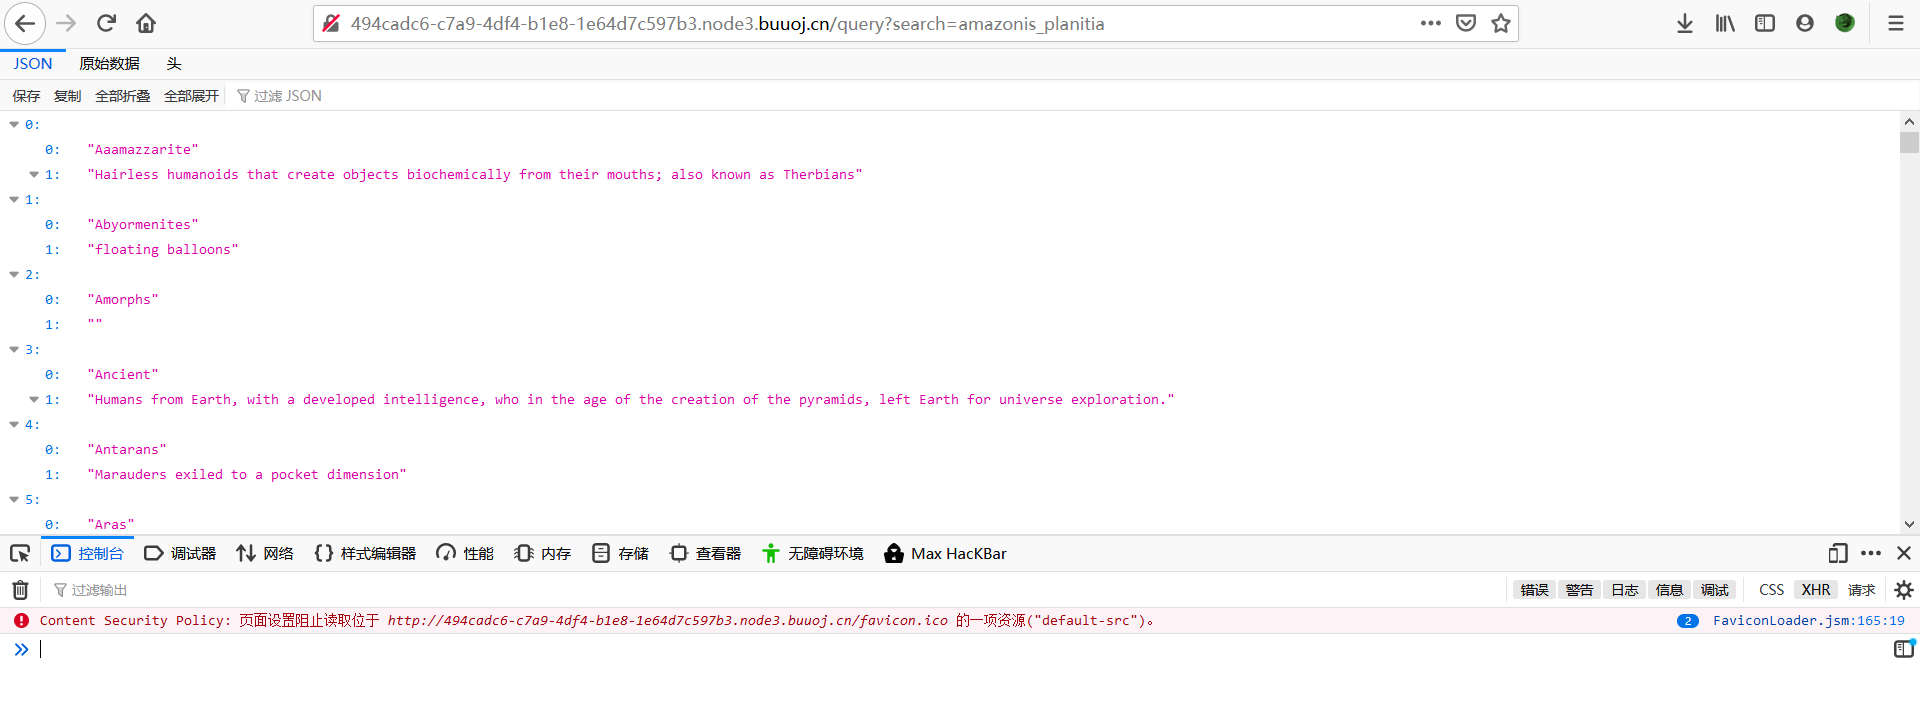 494cadc6-c7a9-4df4-b1e8-1e64d7c597b3.node3.buuoj.cn/query?search=amazonis_planitia
JSON 原始数据 头
保存 复制 全部折叠 全部展开 过滤 JSON
0:
0: "Aaamazzarite"
1: "Hairless humanoids that create objects biochemically from their mouths; also known as Therbians"
1:
0: "Abyormenites"
1: "floating balloons"
2:
0: "Amorphs"
1: ""
3:
0: "Ancient"
1: "Humans from Earth, with a developed intelligence, who in the age of the creation of the pyramids, left Earth for universe exploration."
4:
0: "Antarans"
1: "Marauders exiled to a pocket dimension"
5:
0: "Aras"
控制台 调试器 网络 样式编辑器 性能 内存 存储 查看器 无障碍环境 Max HacKBar
过滤输出 错误 警告 日志 信息 调试 CSS XHR 请求
Content Security Policy: 页面设置阻止读取位于 http://494cadc6-c7a9-4df4-b1e8-1e64d7c597b3.node3.buuoj.cn/favicon.ico 的一项资源("default-src")。 2 FaviconLoader.jsm:165:19